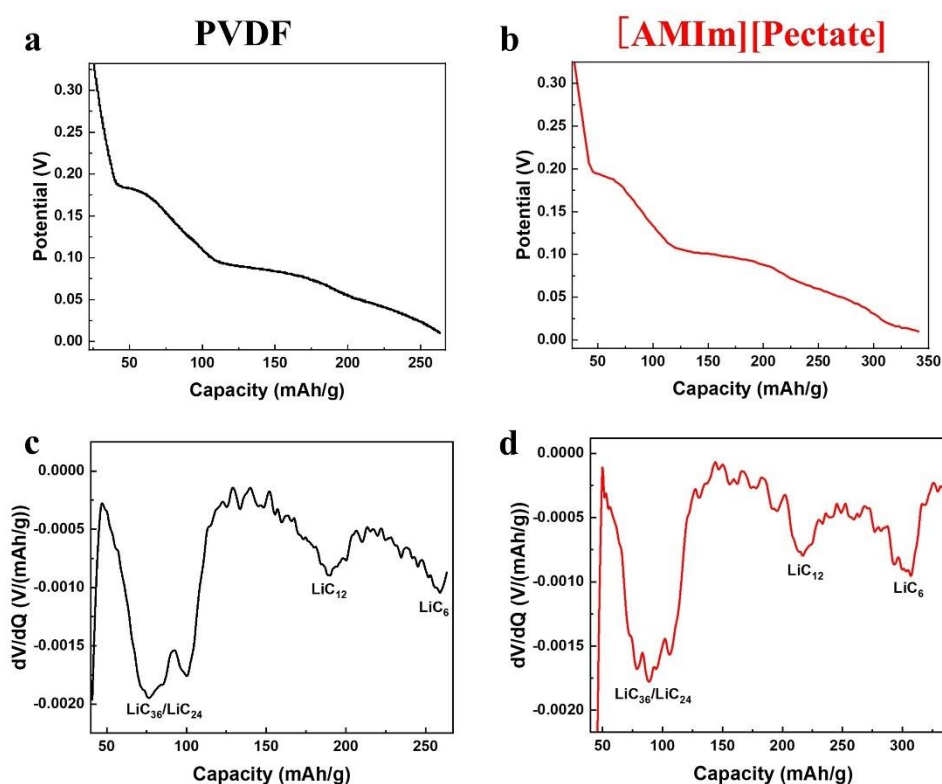 a
PVDF
b
[AMIm][Pectate]
0.30
0.25
0.20
0.15
0.10
0.05
0.00
Potential (V)
50
100
150
200
250
Capacity (mAh/g)
0.30
0.25
0.20
0.15
0.10
0.05
0.00
Potential (V)
50
100
150
200
250
300
350
Capacity (mAh/g)
c
0.0000
-0.0005
-0.0010
-0.0015
-0.0020
dV/dQ (V/(mAh/g))
LiC₃₆/LiC₂₄
LiC₁₂
LiC₆
50
100
150
200
250
Capacity (mAh/g)
d
0.0000
-0.0005
-0.0010
-0.0015
-0.0020
dV/dQ (V/(mAh/g))
LiC₃₆/LiC₂₄
LiC₁₂
LiC₆
50
100
150
200
250
300
Capacity (mAh/g)